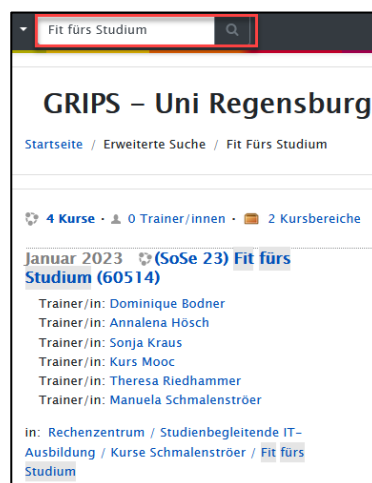 Fit fürs Studium
GRIPS – Uni Regensburg
Startseite / Erweiterte Suche / Fit Fürs Studium
4 Kurse · 0 Trainer/innen · 2 Kursbereiche
Januar 2023 (SoSe 23) Fit fürs
Studium (60514)
Trainer/in: Dominique Bodner
Trainer/in: Annalena Hösch
Trainer/in: Sonja Kraus
Trainer/in: Kurs Mooc
Trainer/in: Theresa Riedhammer
Trainer/in: Manuela Schmalenströer
in: Rechenzentrum / Studienbegleitende IT-
Ausbildung / Kurse Schmalenströer / Fit fürs
Studium